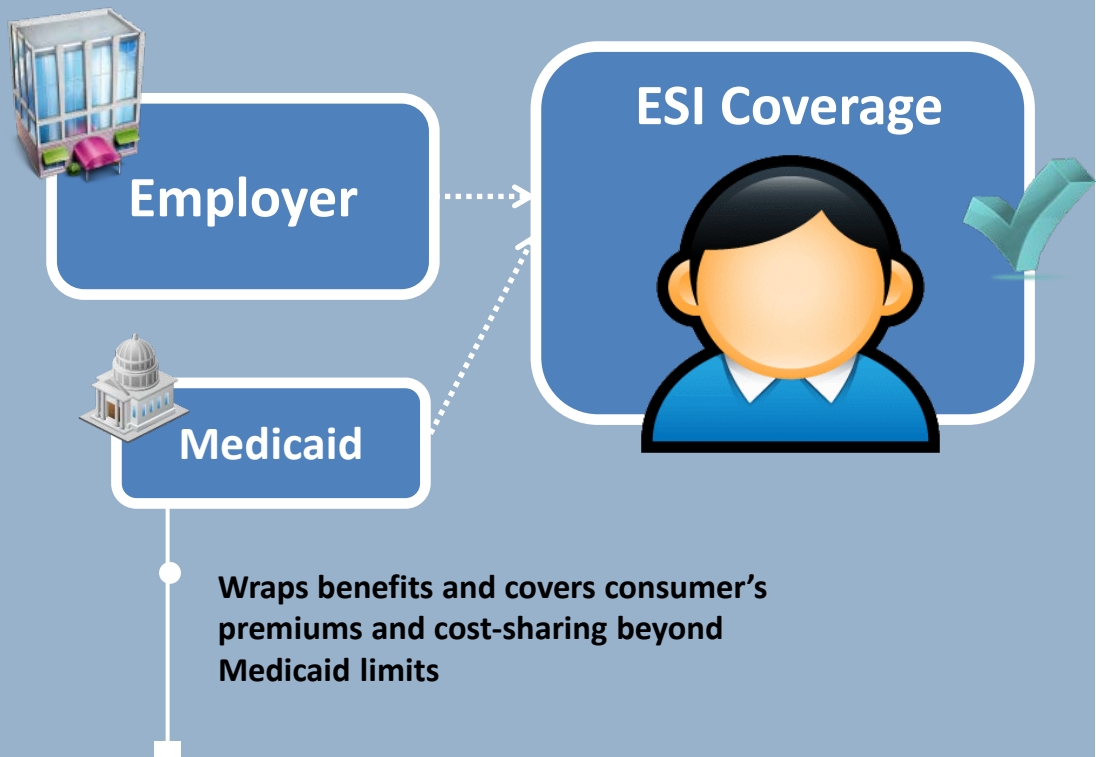 ESI Coverage
Employer
Medicaid
Wraps benefits and covers consumer's
premiums and cost-sharing beyond
Medicaid limits